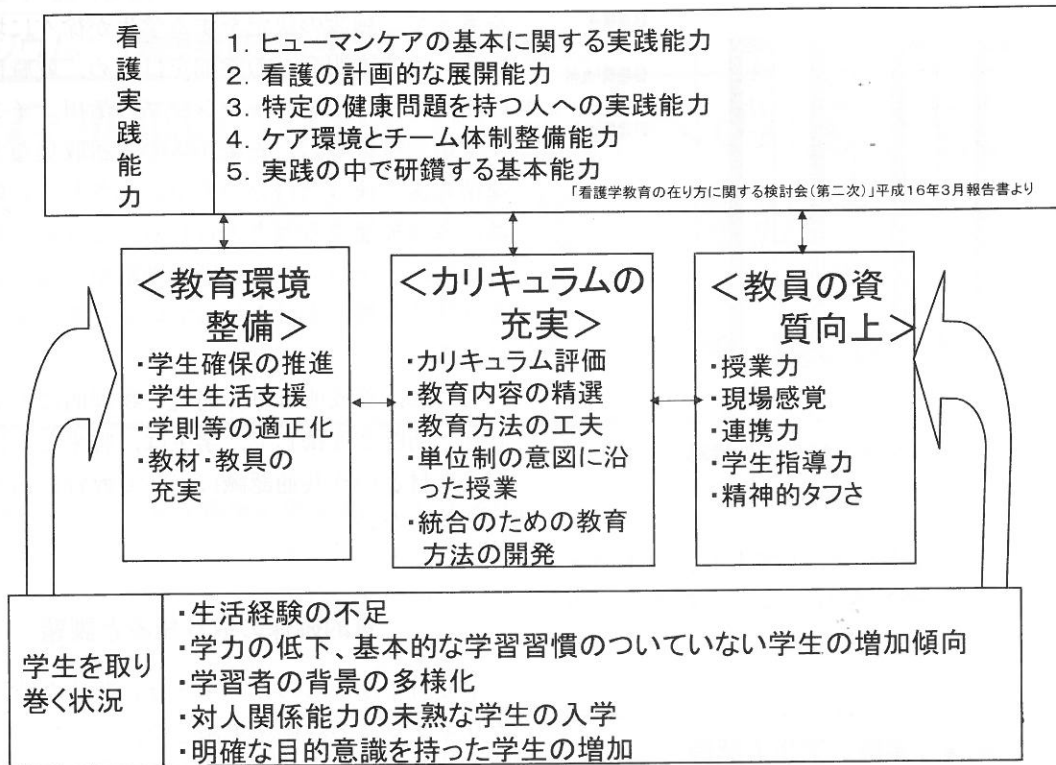 看護実践能力
1. ヒューマンケアの基本に関する実践能力
2. 看護の計画的な展開能力
3. 特定の健康問題を持つ人への実践能力
4. ケア環境とチーム体制整備能力
5. 実践の中で研鑽する基本能力
「看護学教育の在り方に関する検討会(第二次)」平成16年3月報告書より
＜教育環境
整備＞
・学生確保の推進
・学生生活支援
・学則等の適正化
・教材・教具の
充実
＜カリキュラムの
充実＞
・カリキュラム評価
・教育内容の精選
・教育方法の工夫
・単位制の意図に沿
った授業
・統合のための教育
方法の開発
＜教員の資
質向上＞
・授業力
・現場感覚
・連携力
・学生指導力
・精神的タフさ
学生を取り
巻く状況
・生活経験の不足
・学力の低下、基本的な学習習慣のついていない学生の増加傾向
・学習者の背景の多様化
・対人関係能力の未熟な学生の入学
・明確な目的意識を持った学生の増加